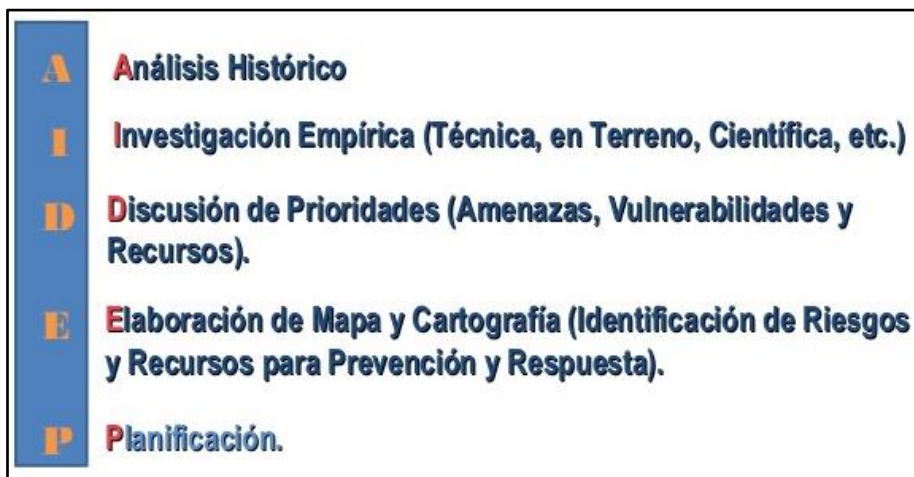 A Análisis Histórico
I Investigación Empírica (Técnica, en Terreno, Científica, etc.)
D Discusión de Prioridades (Amenazas, Vulnerabilidades y
Recursos).
E Elaboración de Mapa y Cartografía (Identificación de Riesgos
y Recursos para Prevención y Respuesta).
P Planificación.